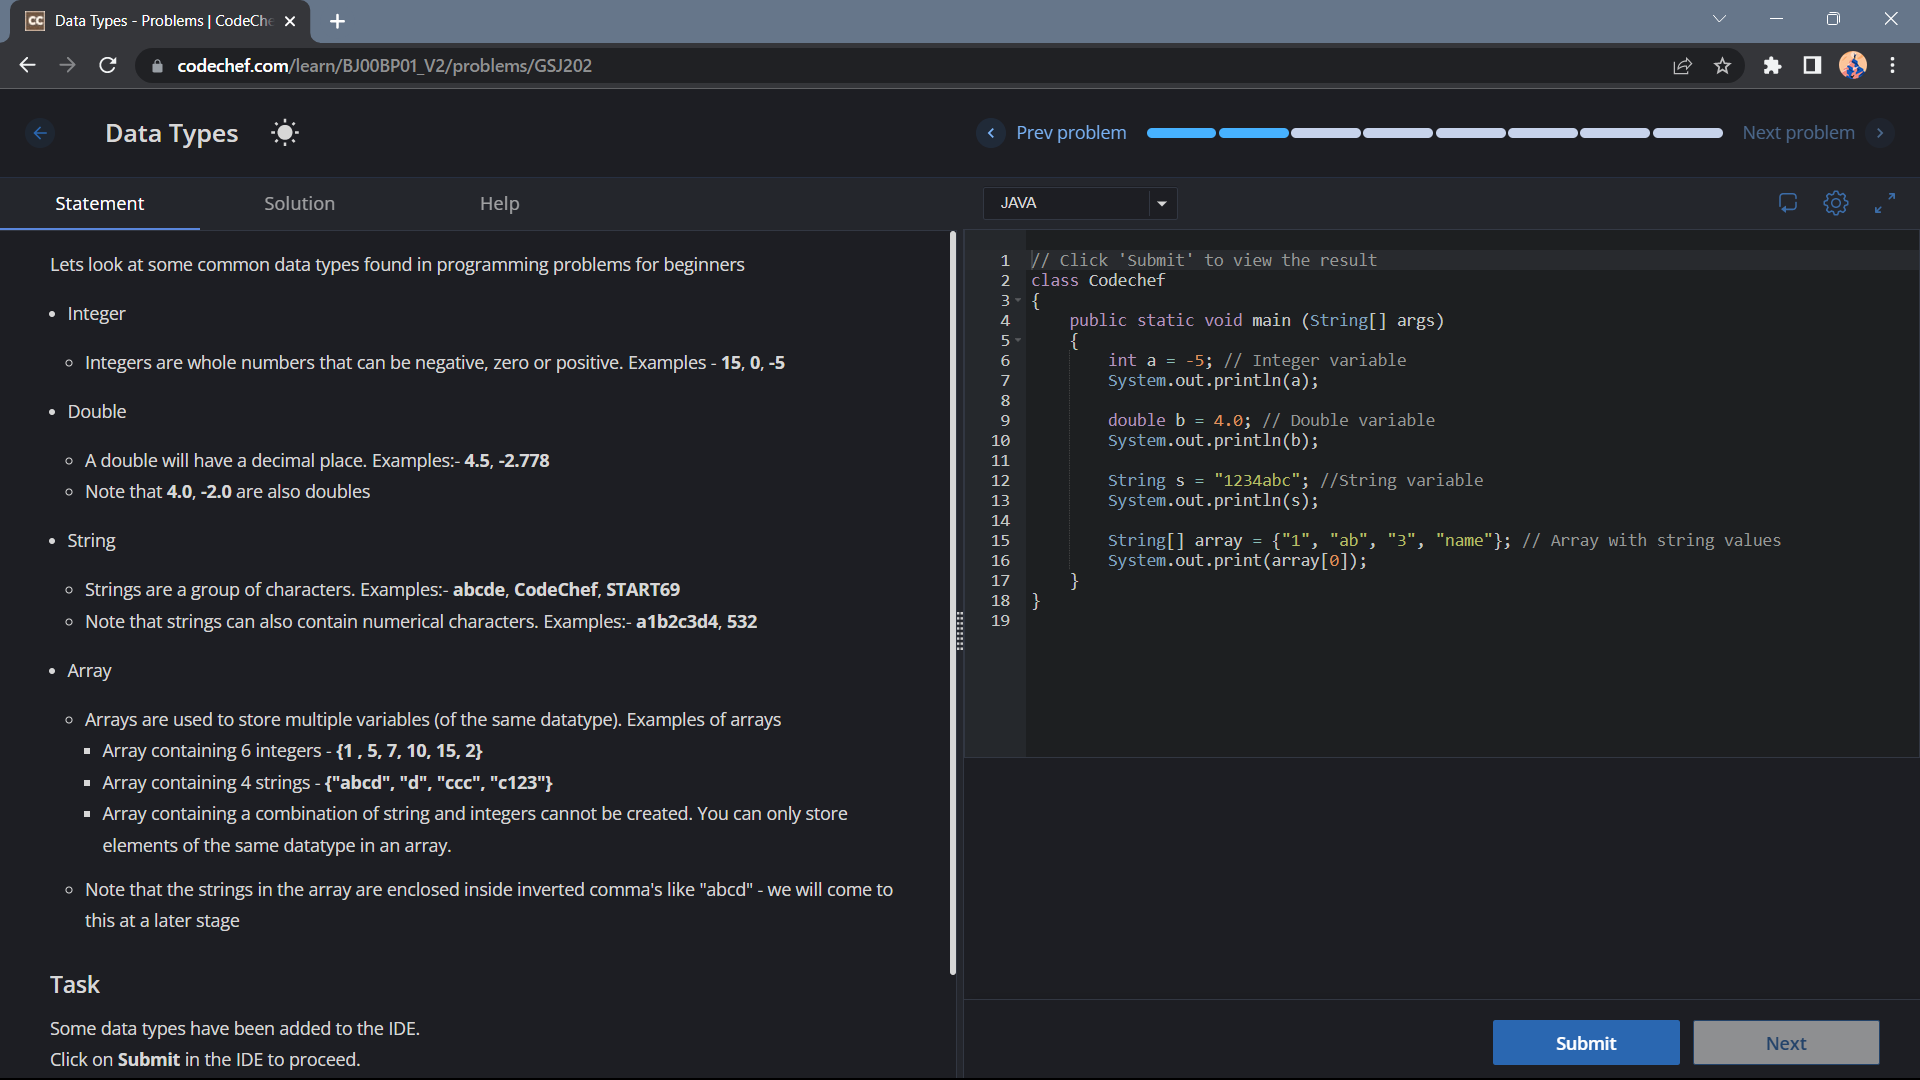 CC Data Types - Problems | CodeChe
codechef.com/learn/BJ00BP01_V2/problems/GSJ202
Data Types
Prev problem
Next problem
Statement
Solution
Help
JAVA
Lets look at some common data types found in programming problems for beginners
• Integer
Integers are whole numbers that can be negative, zero or positive. Examples - 15, 0, -5
• Double
A double will have a decimal place. Examples:- 4.5, -2.778
Note that 4.0, -2.0 are also doubles
• String
Strings are a group of characters. Examples:- abcde, CodeChef, START69
Note that strings can also contain numerical characters. Examples:- a1b2c3d4, 532
• Array
Arrays are used to store multiple variables (of the same datatype). Examples of arrays
Array containing 6 integers - {1 , 5, 7, 10, 15, 2}
Array containing 4 strings - {"abcd", "d", "ccc", "c123"}
Array containing a combination of string and integers cannot be created. You can only store
elements of the same datatype in an array.
Note that the strings in the array are enclosed inside inverted comma's like "abcd" - we will come to
this at a later stage
Task
Some data types have been added to the IDE.
Click on Submit in the IDE to proceed.
1 // Click 'Submit' to view the result
2 class Codechef
3 {
4 public static void main (String[] args)
5 {
6 int a = -5; // Integer variable
7 System.out.println(a);
8
9 double b = 4.0; // Double variable
10 System.out.println(b);
11
12 String s = "1234abc"; //String variable
13 System.out.println(s);
14
15 String[] array = {"1", "ab", "3", "name"}; // Array with string values
16 System.out.print(array[0]);
17 }
18 }
19
Submit
Next